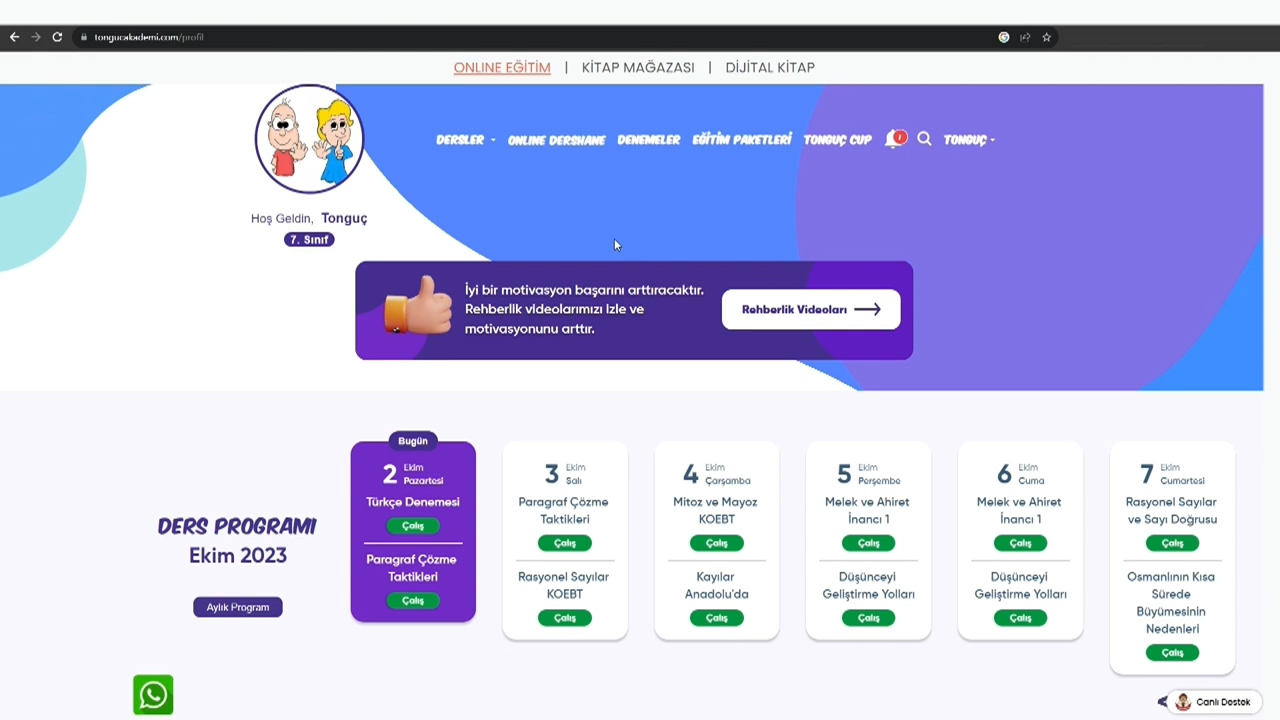 tongucakademi.com/profil
ONLINE EĞİTİM | KİTAP MAĞAZASI | DİJİTAL KİTAP
DERSLER ONLINE DERSHANE DENEMELER EĞİTİM PAKETLERİ TONGUÇ CUP 1 TONGUÇ
Hoş Geldin, Tonguç
7. Sınıf
İyi bir motivasyon başarını arttıracaktır.
Rehberlik videolarımızı izle ve
motivasyonunu arttır.
Rehberlik Videoları
DERS PROGRAMI
Ekim 2023
Aylık Program
Bugün
2 Ekim
Pazartesi
Türkçe Denemesi
Çalış
Paragraf Çözme
Taktikleri
Çalış
3 Ekim
Salı
Paragraf Çözme
Taktikleri
Çalış
Rasyonel Sayılar
KOEBT
Çalış
4 Ekim
Çarşamba
Mitoz ve Mayoz
KOEBT
Çalış
Kayılar
Anadolu'da
Çalış
5 Ekim
Perşembe
Melek ve Ahiret
İnancı 1
Çalış
Düşünceyi
Geliştirme Yolları
Çalış
6 Ekim
Cuma
Melek ve Ahiret
İnancı 1
Çalış
Düşünceyi
Geliştirme Yolları
Çalış
7 Ekim
Cumartesi
Rasyonel Sayılar
ve Sayı Doğrusu
Çalış
Osmanlının Kısa
Sürede
Büyümesinin
Nedenleri
Çalış
Canlı Destek